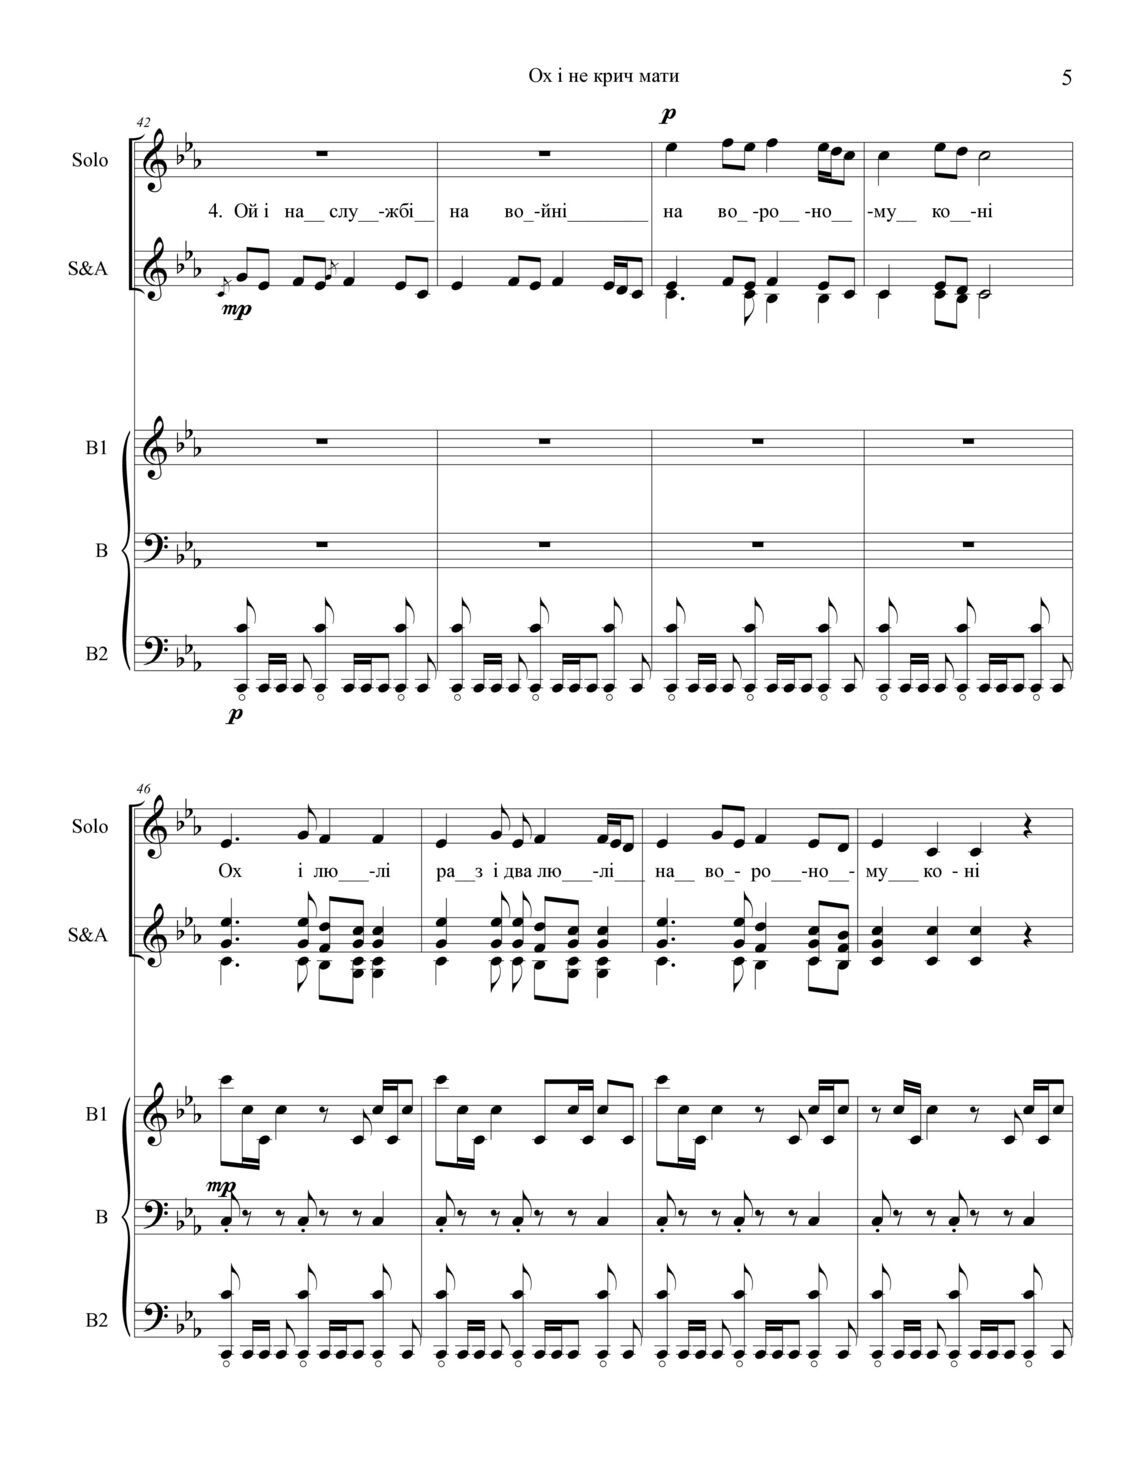 Ох і не крич мати
5
42
p
Solo
4. Ой і на__ слу__-жбі__ на во_-йні________ на во_-ро__-но__-му__ ко__-ні
S&A
mp
B1
B
B2
p
46
Solo
Ох і лю___-лі ра__з і два лю___-лі___ на__ во_-ро___-но__-му___ ко-ні
S&A
B1
mp
B
B2